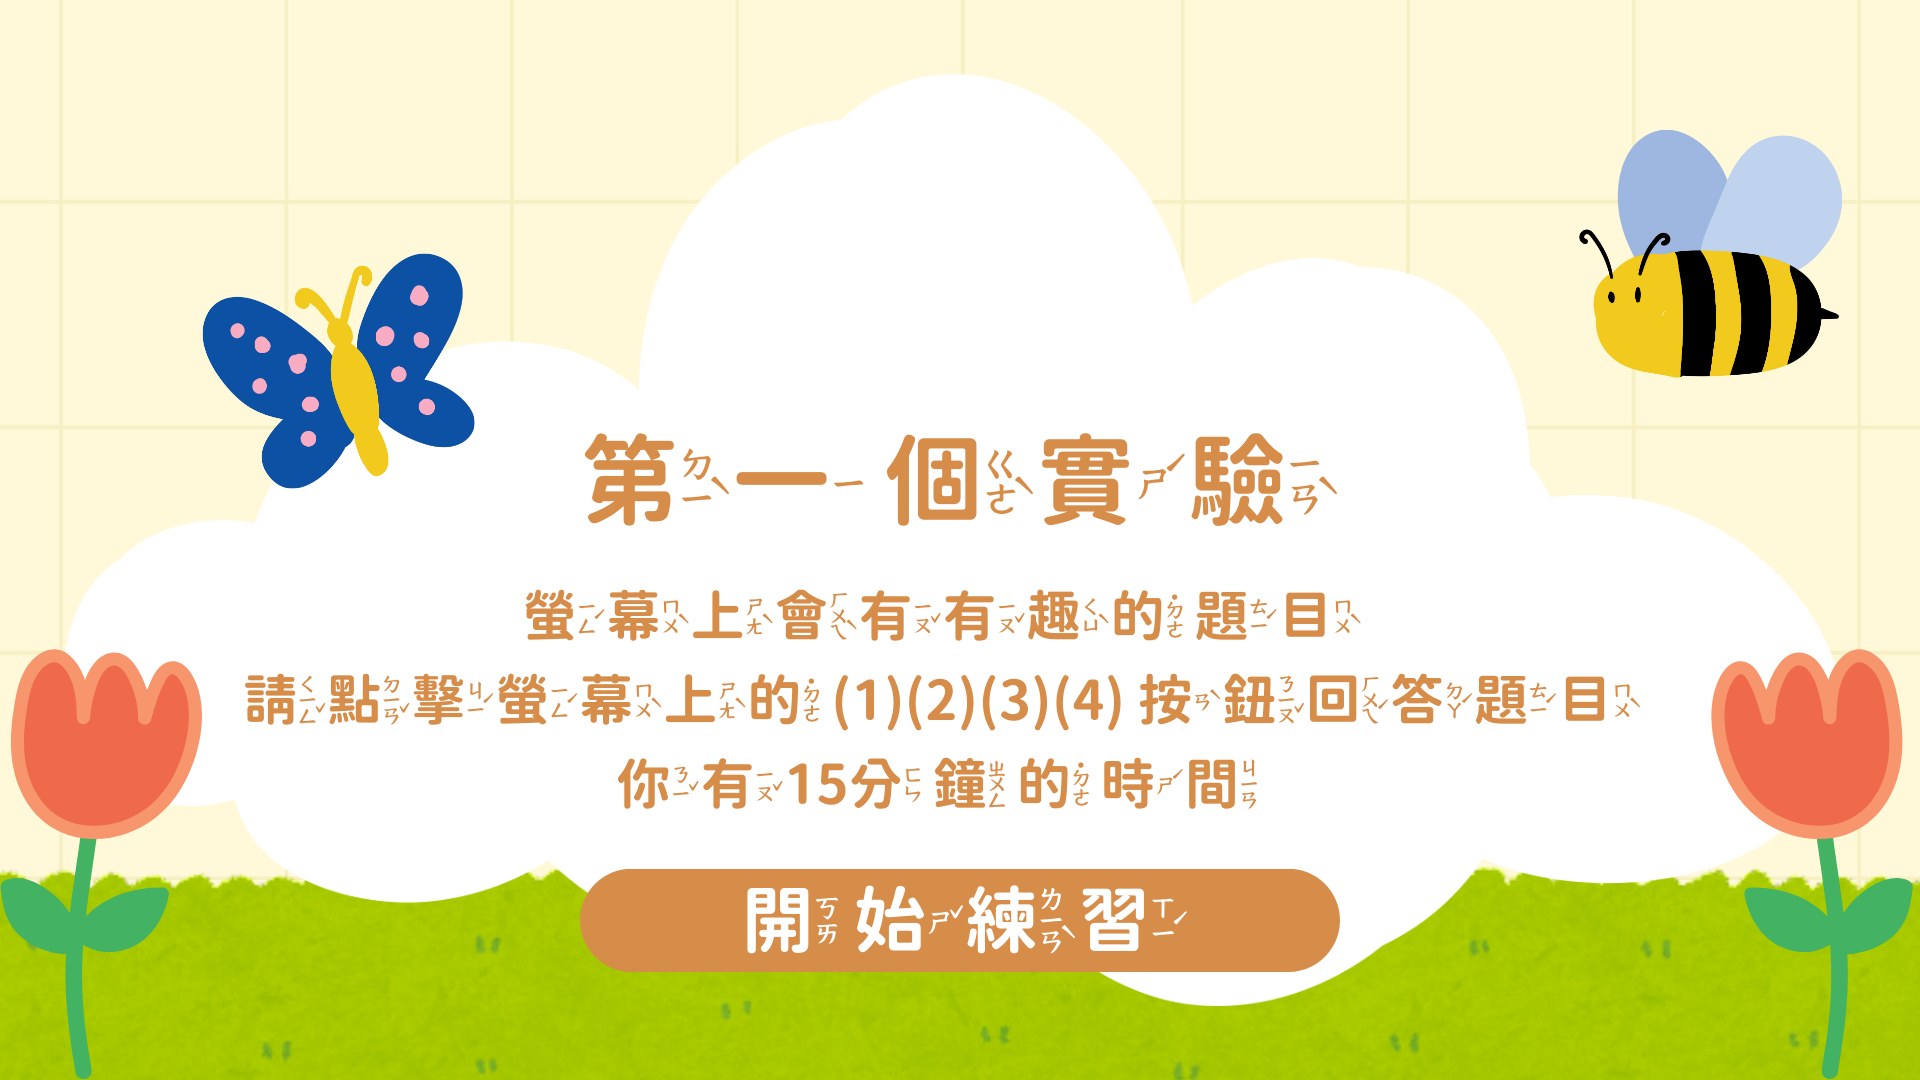 第一個實驗
螢幕上會有有趣的題目
請點擊螢幕上的 (1)(2)(3)(4) 按鈕回答題目
你有15分鐘的時間
開始練習